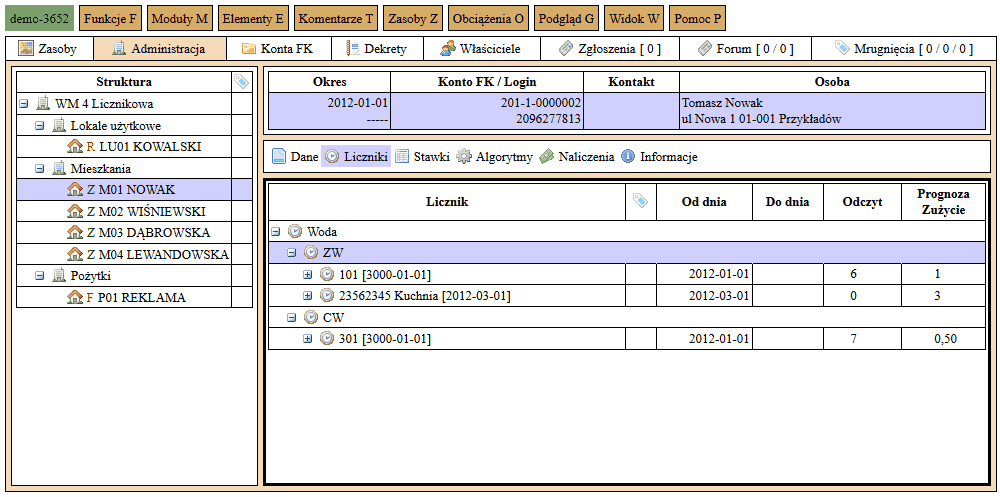 demo-3652 Funkcje F Moduły M Elementy E Komentarze T Zasoby Z Obciążenia O Podgląd G Widok W Pomoc P
Zasoby Administracja Konta FK Dekrety Właściciele Zgłoszenia [ 0 ] Forum [ 0 / 0 ] Mrugnięcia [ 0 / 0 / 0 ]
Struktura
WM 4 Licznikowa
Lokale użytkowe
R LU01 KOWALSKI
Mieszkania
Z M01 NOWAK
Z M02 WIŚNIEWSKI
Z M03 DĄBROWSKA
Z M04 LEWANDOWSKA
Pożytki
F P01 REKLAMA
Okres Konto FK / Login Kontakt Osoba
2012-01-01 201-1-0000002 Tomasz Nowak
----- 2096277813 ul Nowa 1 01-001 Przykładów
Dane Liczniki Stawki Algorytmy Naliczenia Informacje
Licznik Od dnia Do dnia Odczyt Prognoza
Zużycie
Woda
ZW
101 [3000-01-01] 2012-01-01 6 1
23562345 Kuchnia [2012-03-01] 2012-03-01 0 3
CW
301 [3000-01-01] 2012-01-01 7 0,50